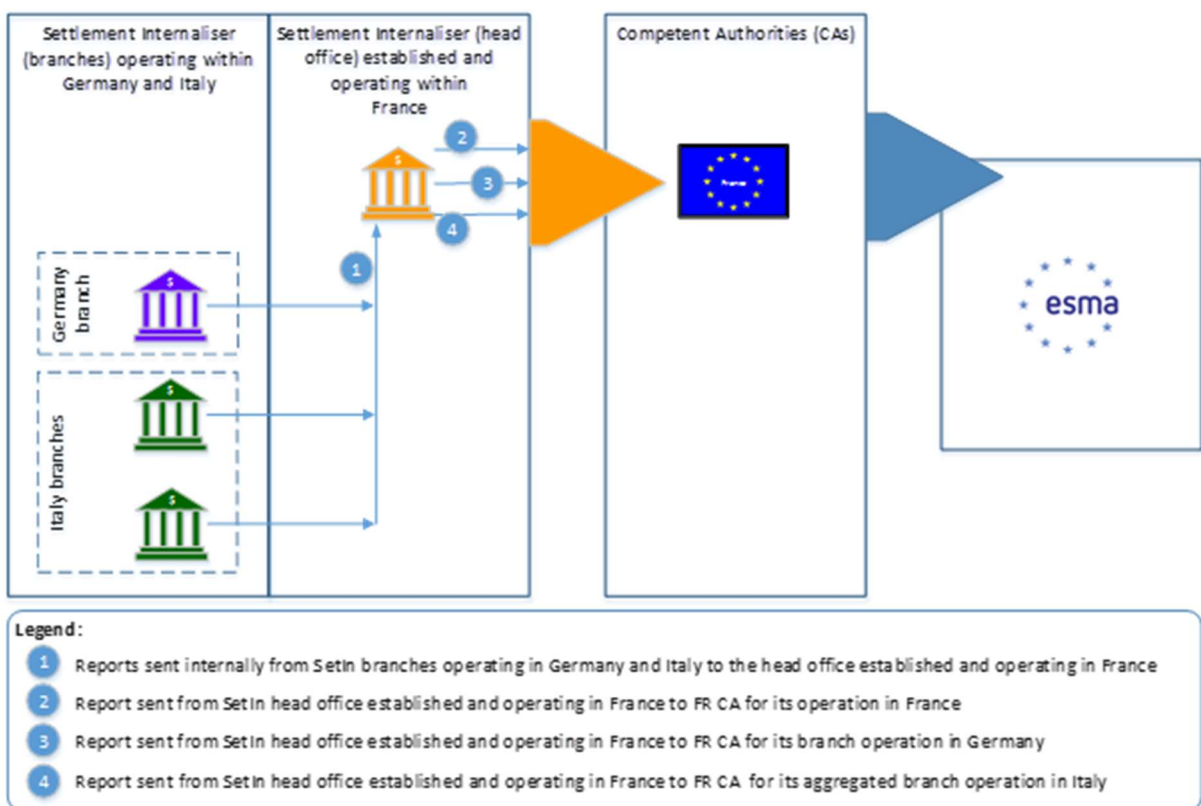 Settlement Internaliser
(branches) operating within
Germany and Italy
Settlement Internaliser (head
office) established and
operating within
France
Competent Authorities (CAs)
$
2
3
4
France
1
Germany
branch
$
esma
Italy branches
$
$
Legend:
1 Reports sent internally from SetIn branches operating in Germany and Italy to the head office established and operating in France
2 Report sent from SetIn head office established and operating in France to FR CA for its operation in France
3 Report sent from SetIn head office established and operating in France to FR CA for its branch operation in Germany
4 Report sent from SetIn head office established and operating in France to FR CA for its aggregated branch operation in Italy